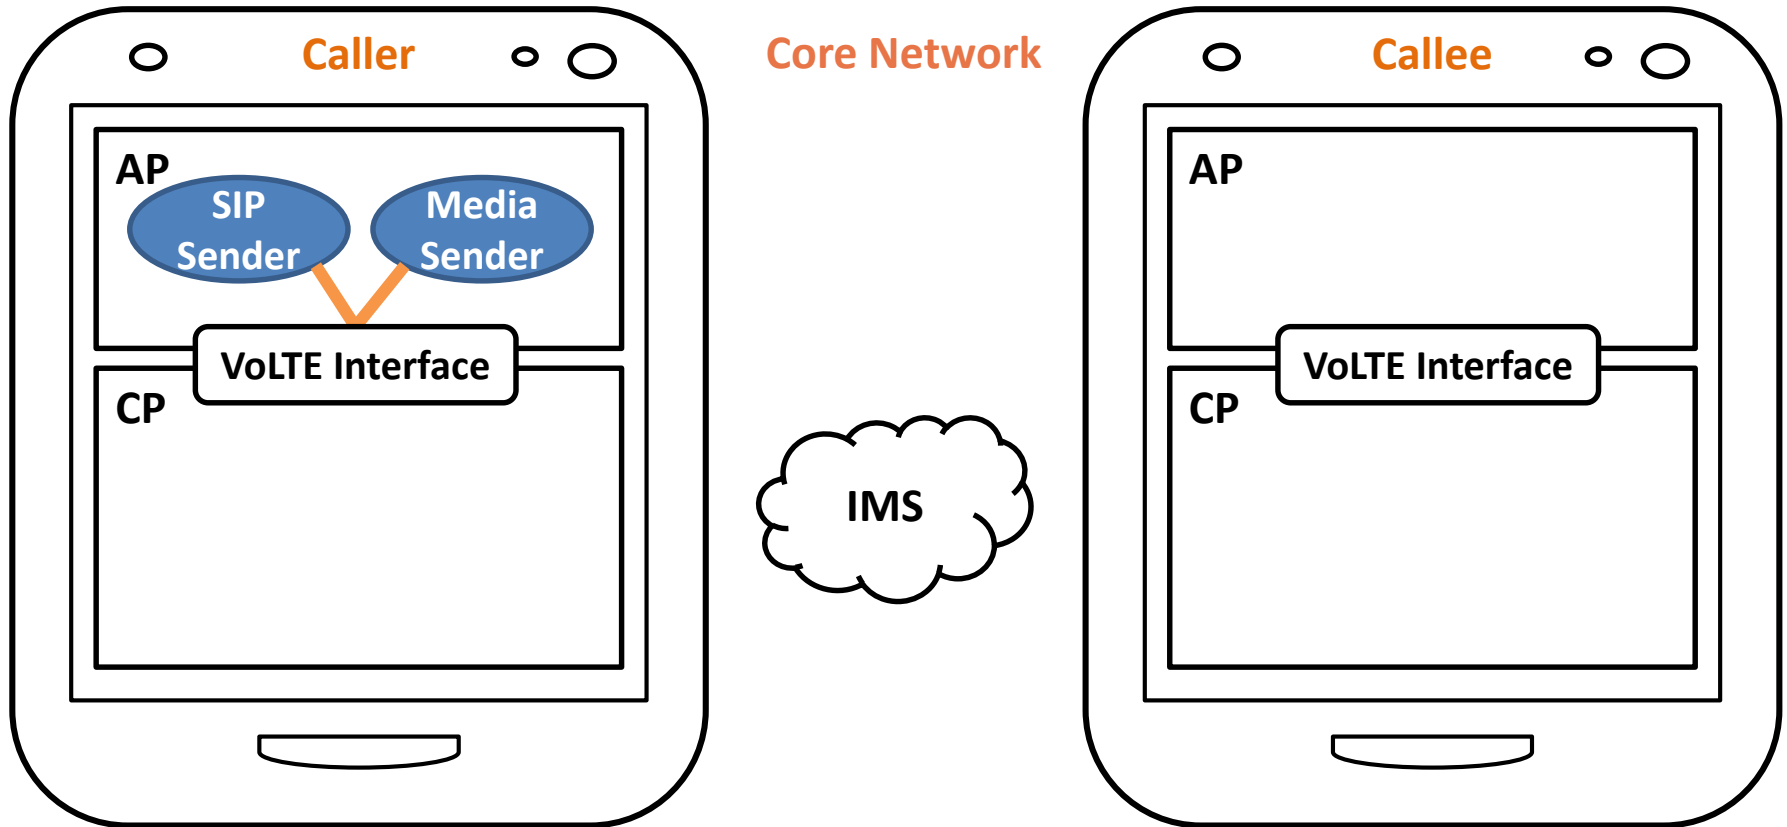 Caller
Core Network
Callee
AP
SIP
Sender
Media
Sender
VoLTE Interface
CP
IMS
AP
VoLTE Interface
CP